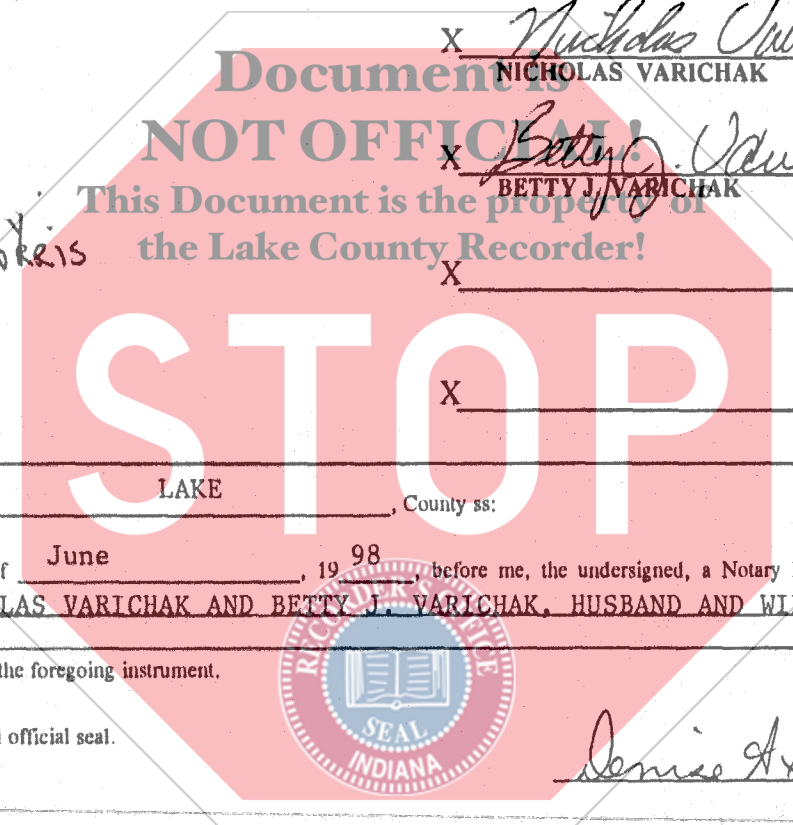 X Nicholas
NICHOLAS VARICHAK
Document is
NOT OFFICIAL!
X Betty J.
BETTY J. VARICHAK
This Document is the property of
the Lake County Recorder!
X
X
STOP
LAKE , County ss:
f June , 19 98 , before me, the undersigned, a Notary
LAS VARICHAK AND BETTY J. VARICHAK, HUSBAND AND WI
the foregoing instrument.
official seal.
RECORDER'S OFFICE
SEAL
INDIANA
Denise